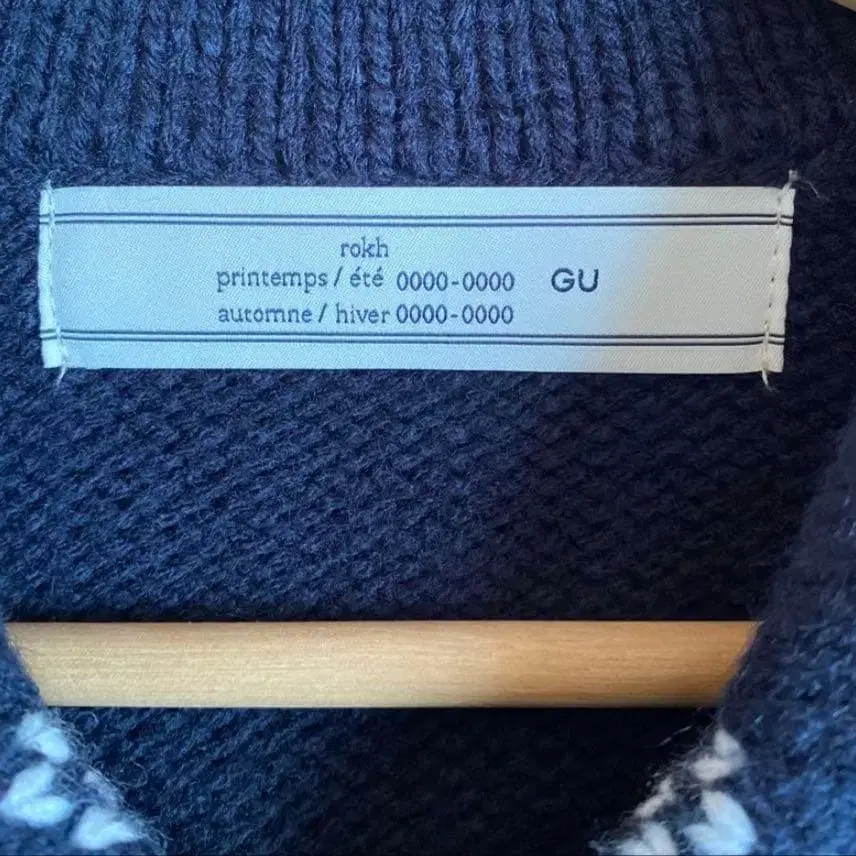 rokh
printemps / été 0000-0000 GU
automne / hiver 0000-0000